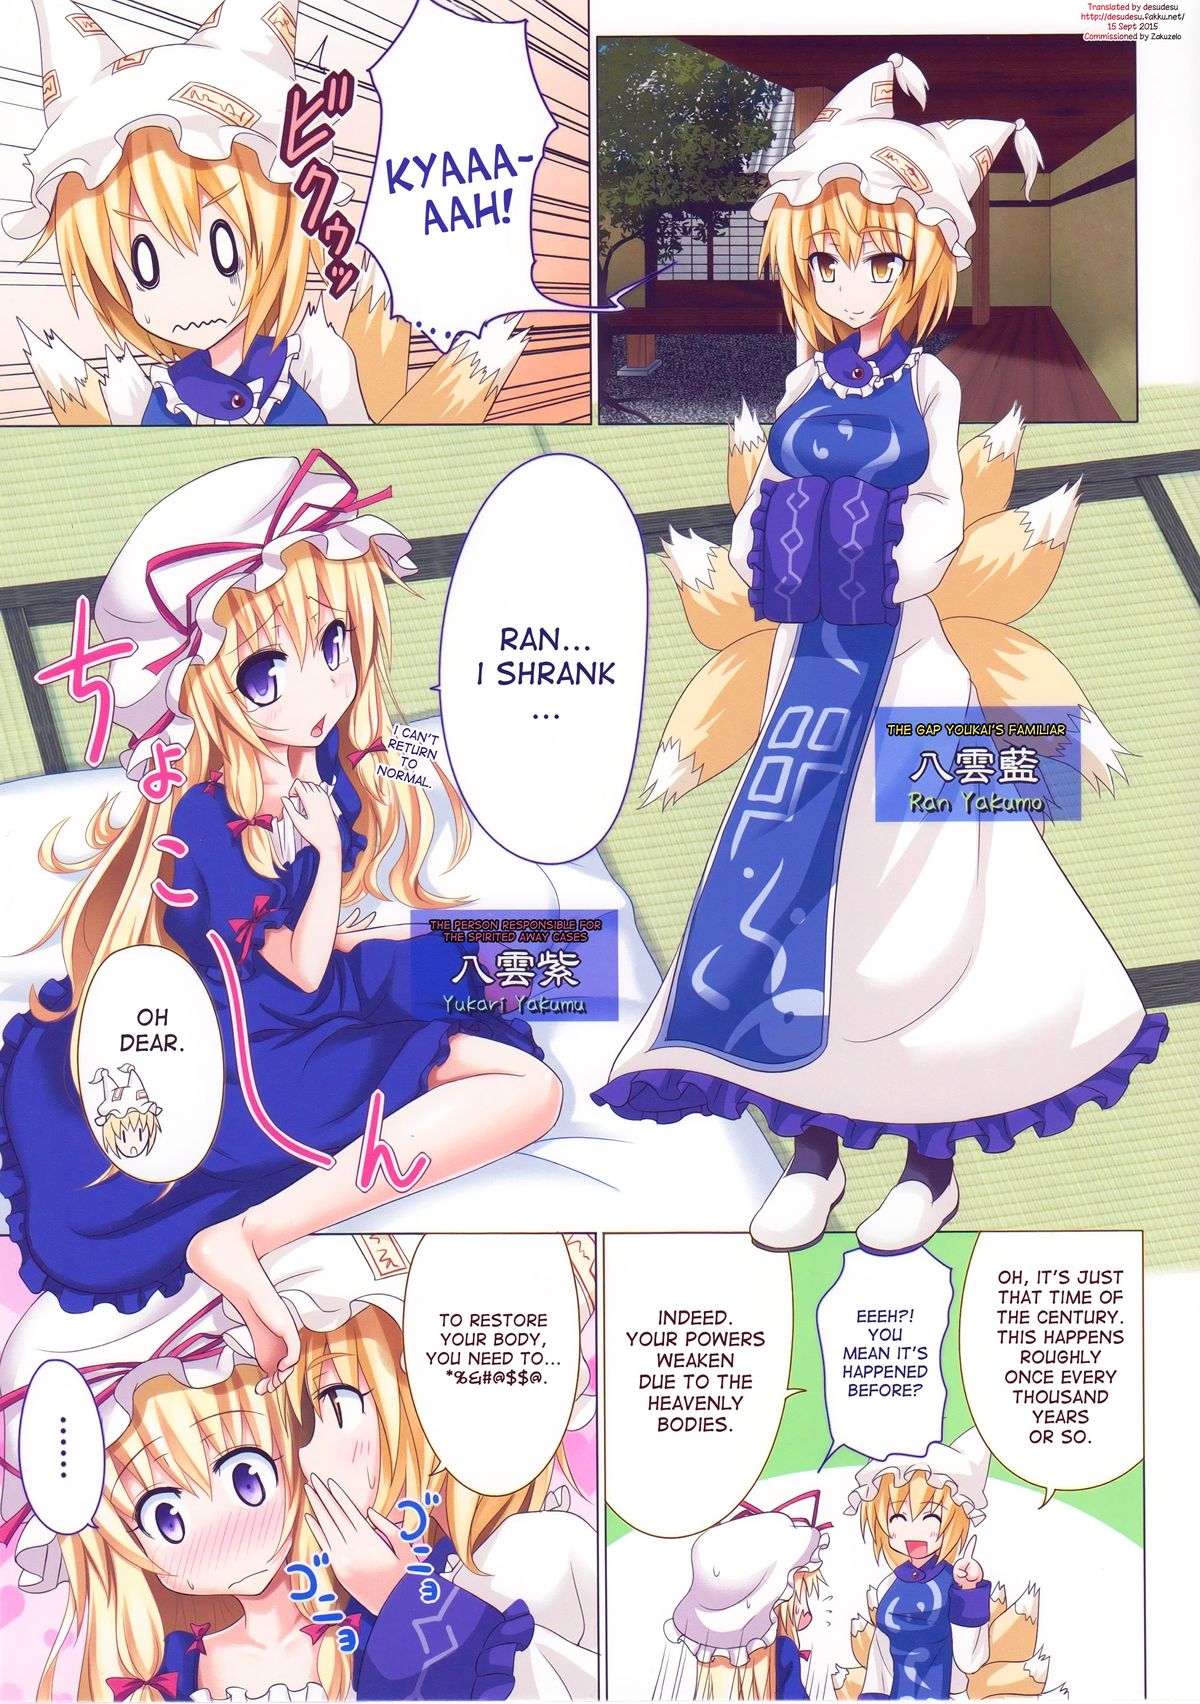 Translated by desudesu
http://desudesu.fakku.net/
15 Sept 2015
Commissioned by Zakuzelo
KYAAA-
AAH!
ビクゥッ
RAN...
I SHRANK
...
I CAN'T
RETURN
TO
NORMAL.
ちょこーん
THE GAP YOUKAI'S FAMILIAR
八雲藍
Ran Yakumo
THE PERSON RESPONSIBLE FOR
THE SPIRITED AWAY CASES
八雲紫
Yukari Yakumu
OH
DEAR.
OH, IT'S JUST
THAT TIME OF
THE CENTURY.
THIS HAPPENS
ROUGHLY
ONCE EVERY
THOUSAND
YEARS
OR SO.
EEEH?!
YOU
MEAN IT'S
HAPPENED
BEFORE?
INDEED.
YOUR POWERS
WEAKEN
DUE TO THE
HEAVENLY
BODIES.
TO RESTORE
YOUR BODY,
YOU NEED TO...
*%&#@$$@.
ゴニョ
ゴニョ
......